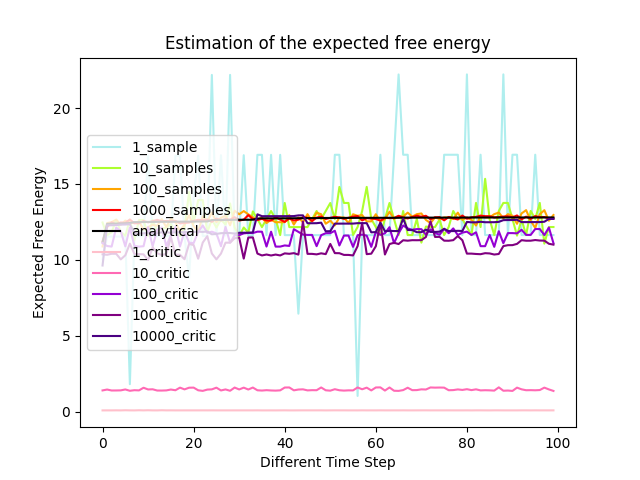 Estimation of the expected free energy
Expected Free Energy
20
15
10
5
0
1_sample
10_samples
100_samples
1000_samples
analytical
1_critic
10_critic
100_critic
1000_critic
10000_critic
0 20 40 60 80 100
Different Time Step